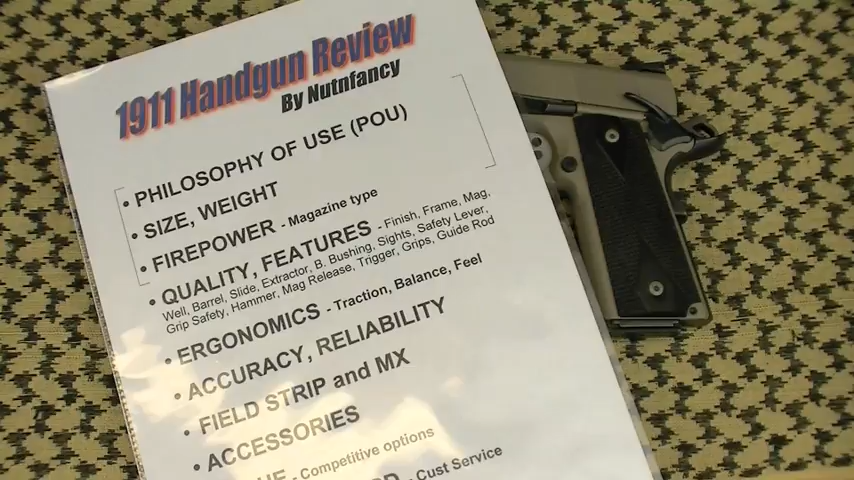 1911 Handgun Review
By Nutnfancy
• PHILOSOPHY OF USE (POU)
• SIZE, WEIGHT
• FIREPOWER - Magazine type
• QUALITY, FEATURES - Finish, Frame, Mag,
Well, Barrel, Slide, Extractor, B. Bushing, Sights, Safety Lever,
Grip Safety, Hammer, Mag Release, Trigger, Grips, Guide Rod
• ERGONOMICS - Traction, Balance, Feel
• ACCURACY, RELIABILITY
• FIELD STRIP and MX
• ACCESSORIES
- Competitive options
- Cust Service